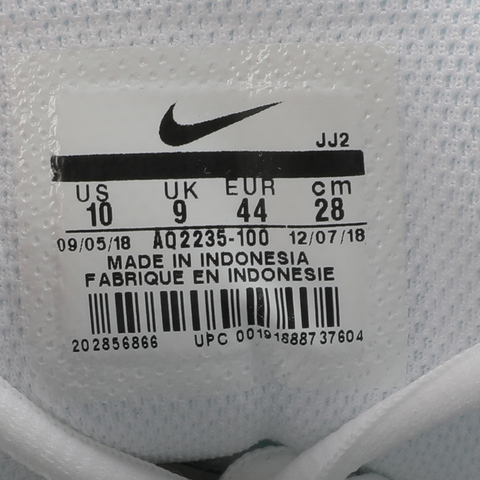 JJ2
US UK EUR cm
10 9 44 28
09/05/18 AQ2235-100 12/07/18
MADE IN INDONESIA
FABRIQUE EN INDONESIE
202856866 UPC 00191888737604